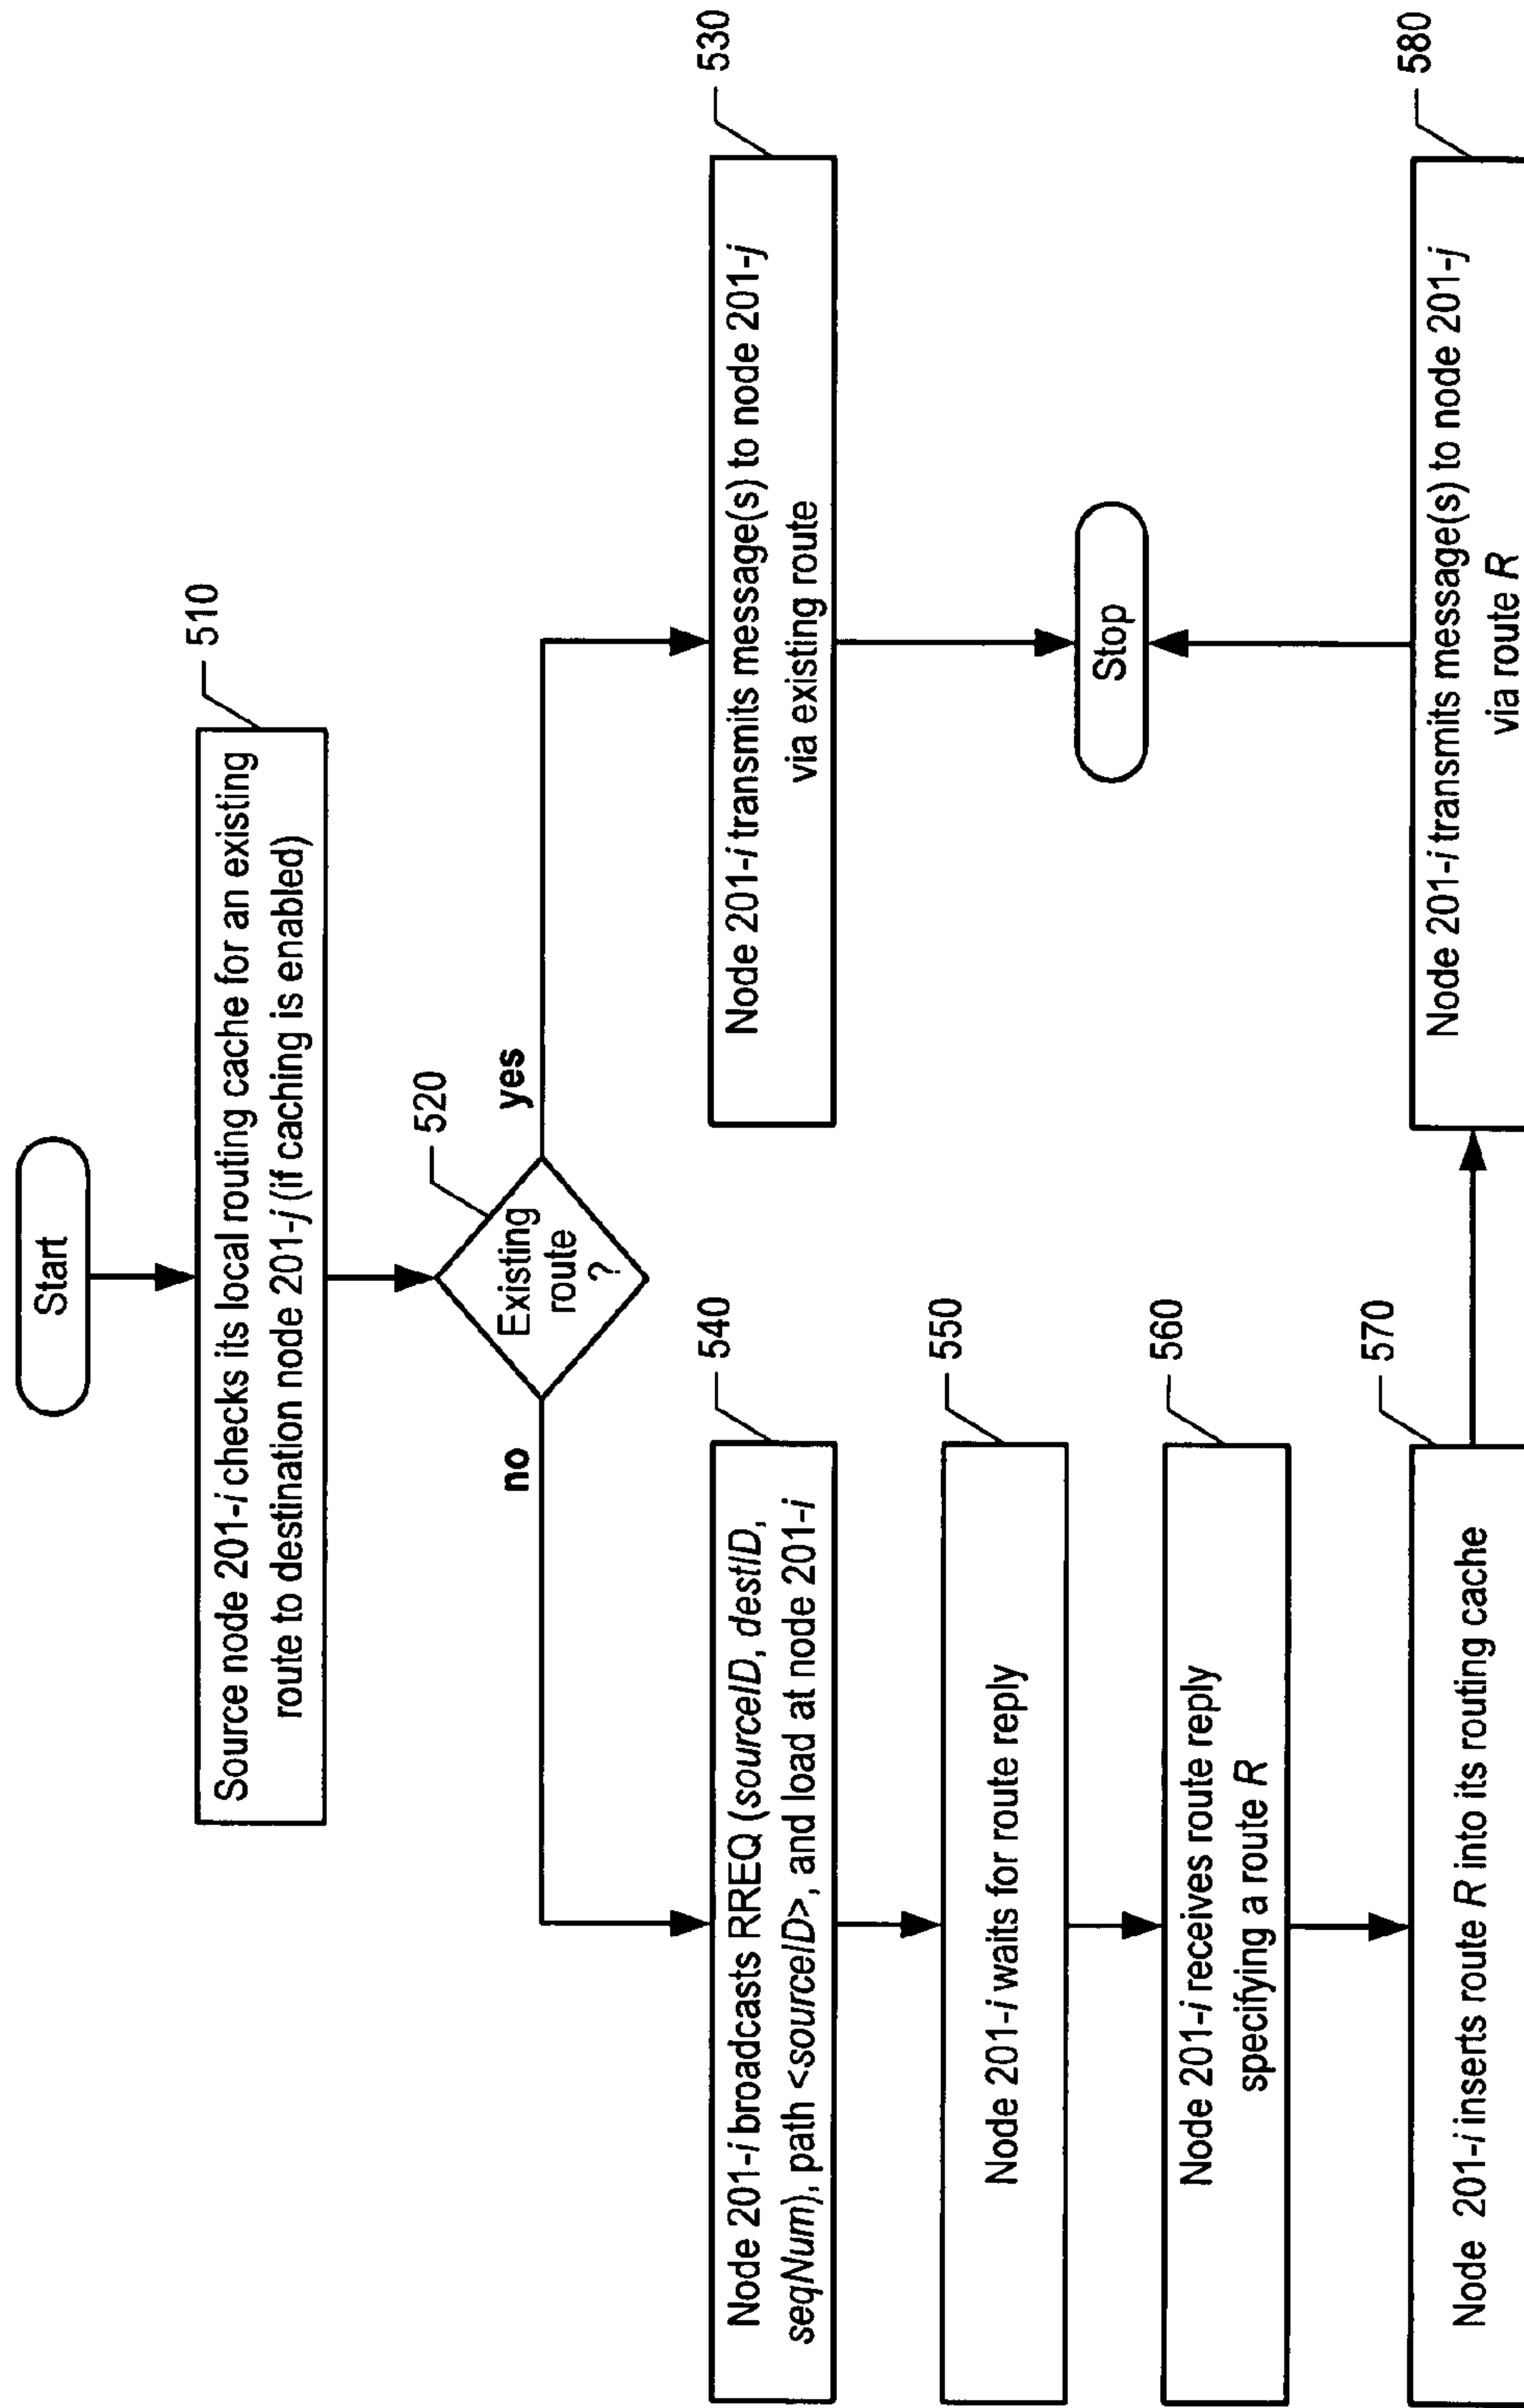 Start
510
Source node 201-i checks its local routing cache for an existing
route to destination node 201-j (if caching is enabled)
520
Existing
route
?
no
yes
530
Node 201-i transmits message(s) to node 201-j
via existing route
540
Node 201-i broadcasts RREQ (sourceID, destID,
seqNum), path <sourceID>, and load at node 201-i
550
Node 201-i waits for route reply
560
Node 201-i receives route reply
specifying a route R
570
Node 201-i inserts route R into its routing cache
580
Node 201-i transmits message(s) to node 201-j
via route R
Stop